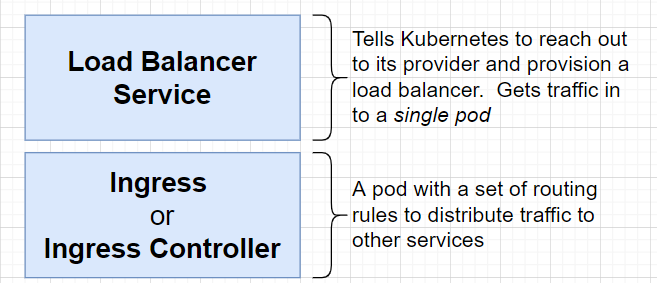 Load Balancer
Service
Tells Kubernetes to reach out
to its provider and provision a
load balancer.  Gets traffic in
to a single pod
Ingress
or
Ingress Controller
A pod with a set of routing
rules to distribute traffic to
other services